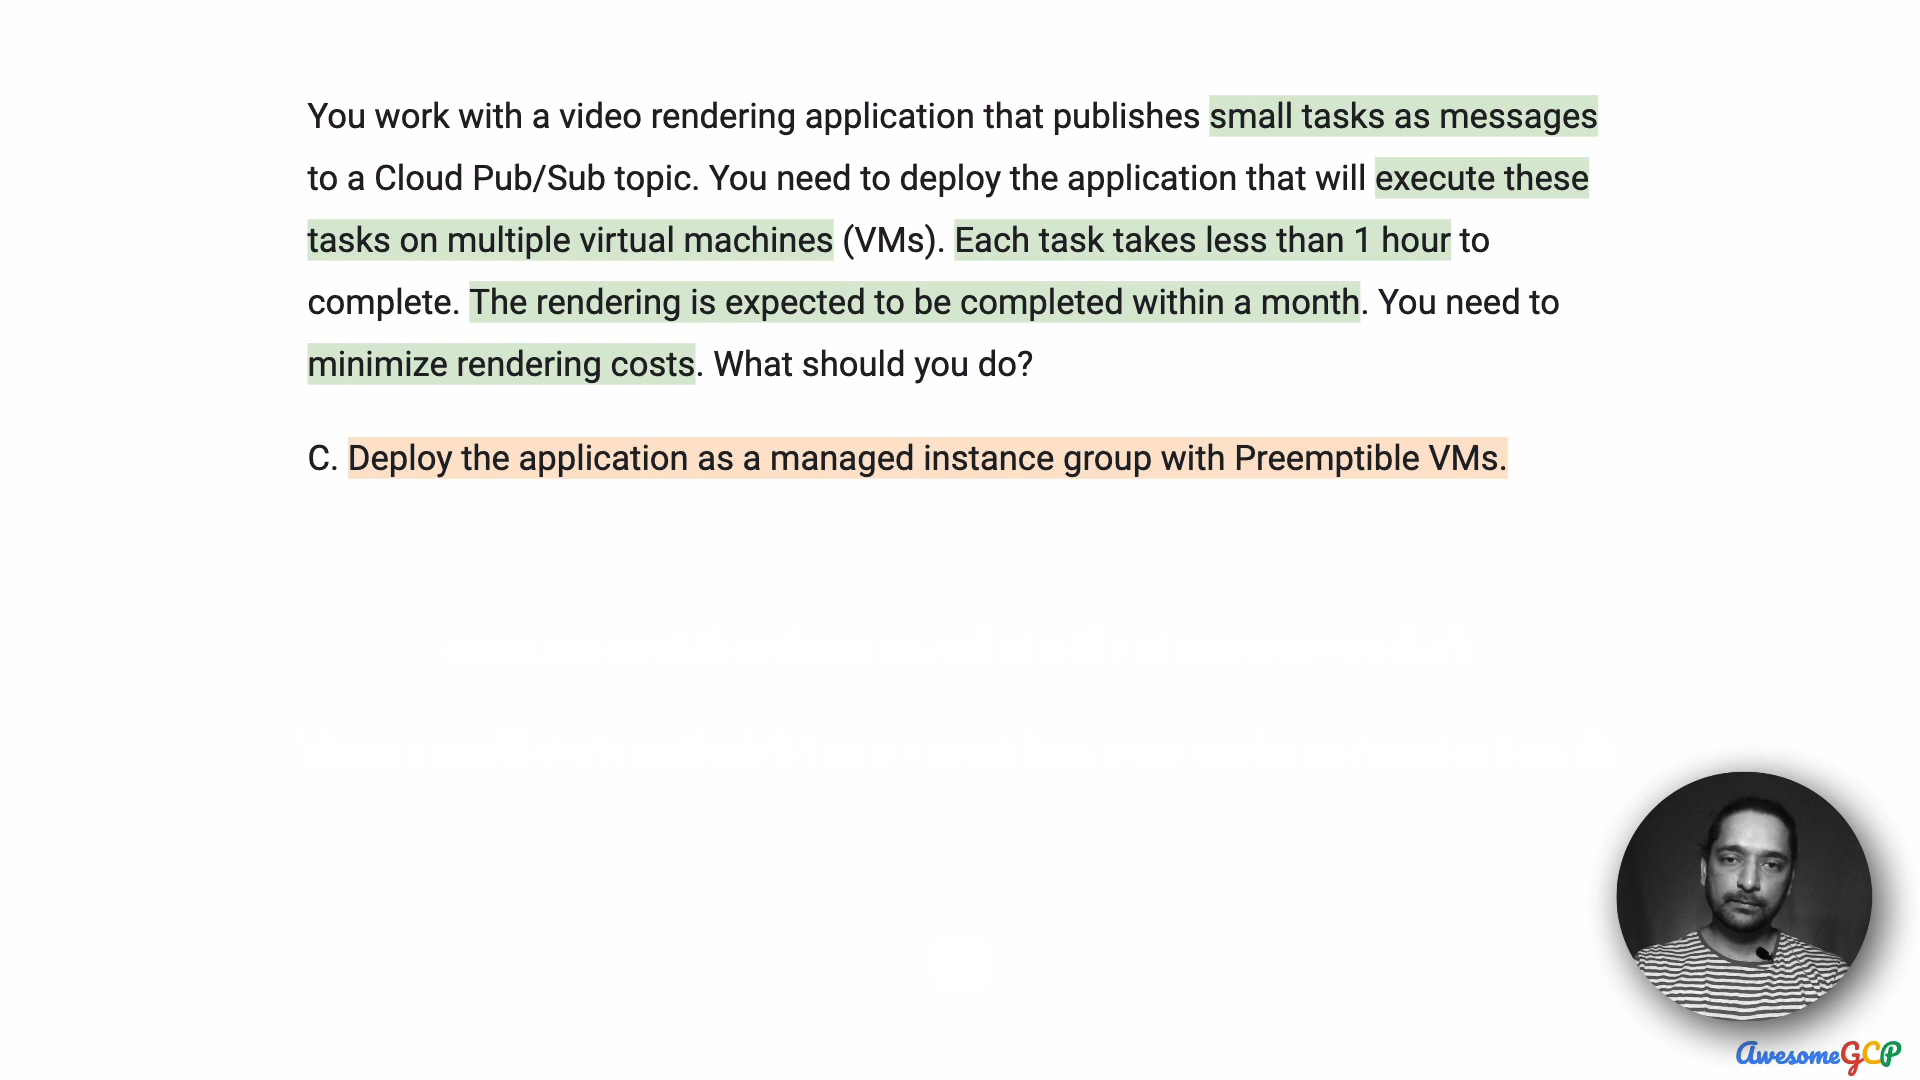 You work with a video rendering application that publishes small tasks as messages
to a Cloud Pub/Sub topic. You need to deploy the application that will execute these
tasks on multiple virtual machines (VMs). Each task takes less than 1 hour to
complete. The rendering is expected to be completed within a month. You need to
minimize rendering costs. What should you do?
C. Deploy the application as a managed instance group with Preemptible VMs.
AwesomeGCP